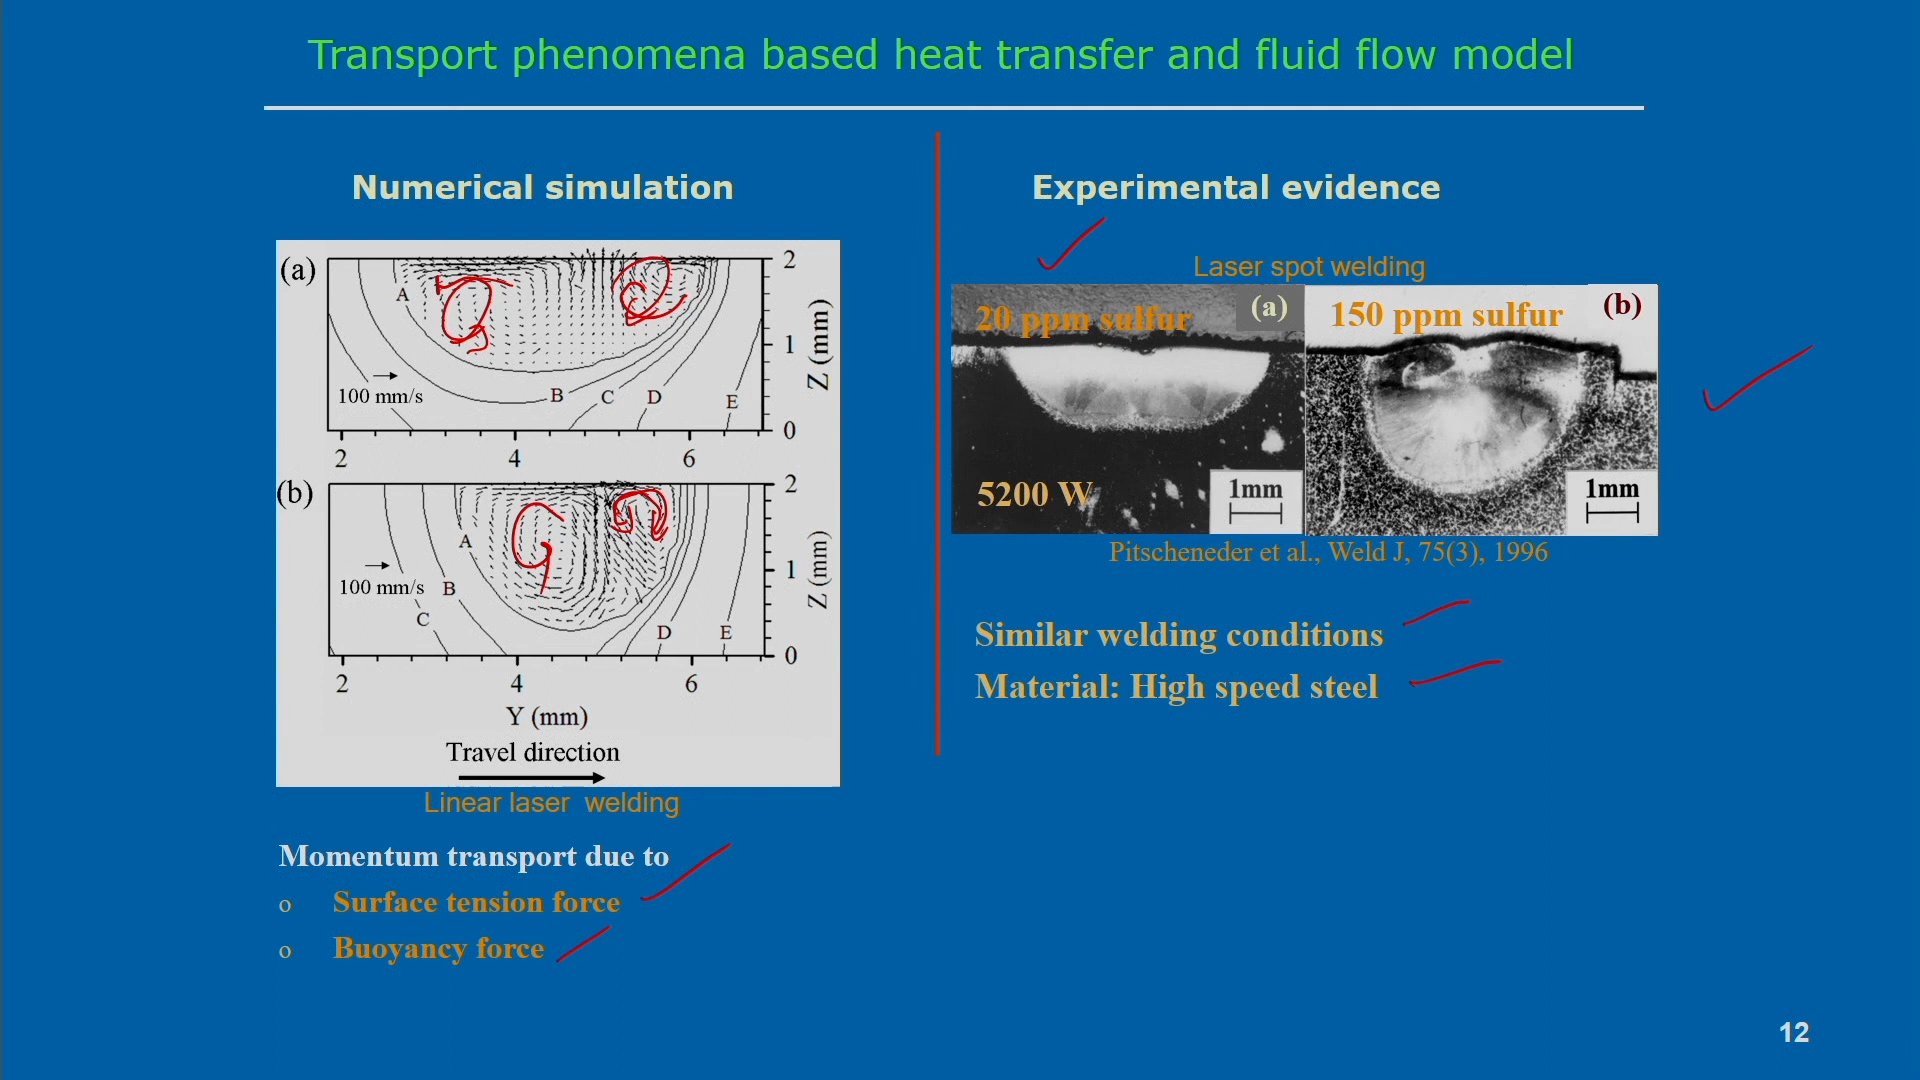 Transport phenomena based heat transfer and fluid flow model
Numerical simulation
(a)
A
100 mm/s
B
C
D
E
2
1
0
Z (mm)
2
4
6
(b)
A
100 mm/s
B
C
D
E
2
1
0
Z (mm)
2
4
6
Y (mm)
Travel direction
Linear laser welding
Momentum transport due to
o Surface tension force
o Buoyancy force
Experimental evidence
Laser spot welding
20 ppm sulfur
(a)
5200 W
1mm
150 ppm sulfur
(b)
1mm
Pitscheneder et al., Weld J, 75(3), 1996
Similar welding conditions
Material: High speed steel
12